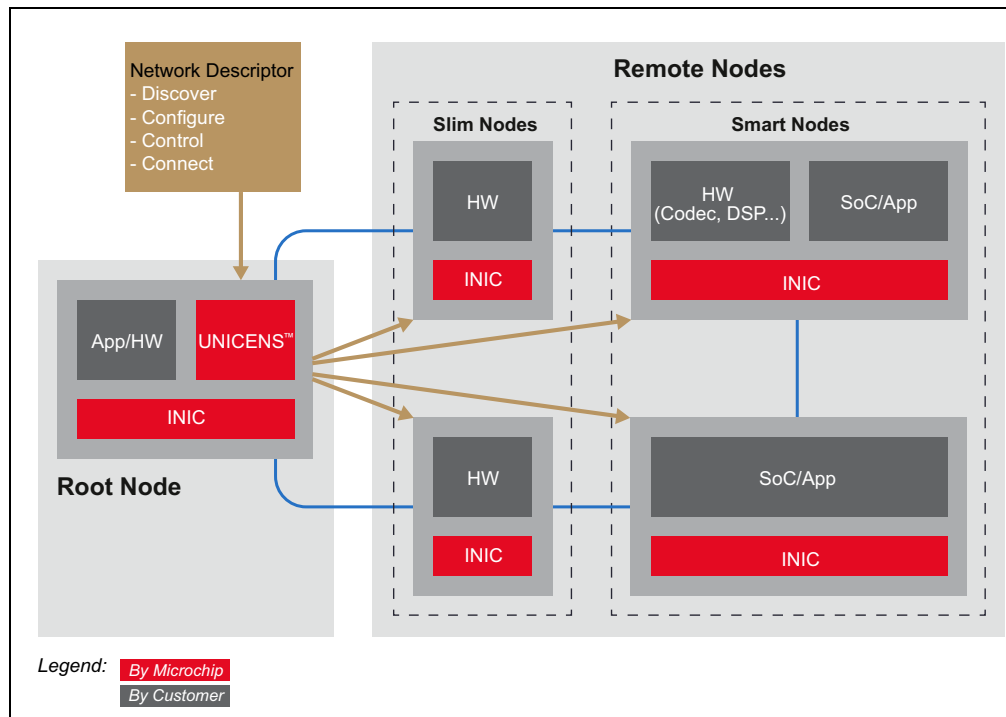 Network Descriptor
- Discover
- Configure
- Control
- Connect
Remote Nodes
Slim Nodes
Smart Nodes
HW
INIC
HW
(Codec, DSP...)
SoC/App
INIC
App/HW
UNICENS™
INIC
Root Node
HW
INIC
SoC/App
INIC
Legend:
By Microchip
By Customer